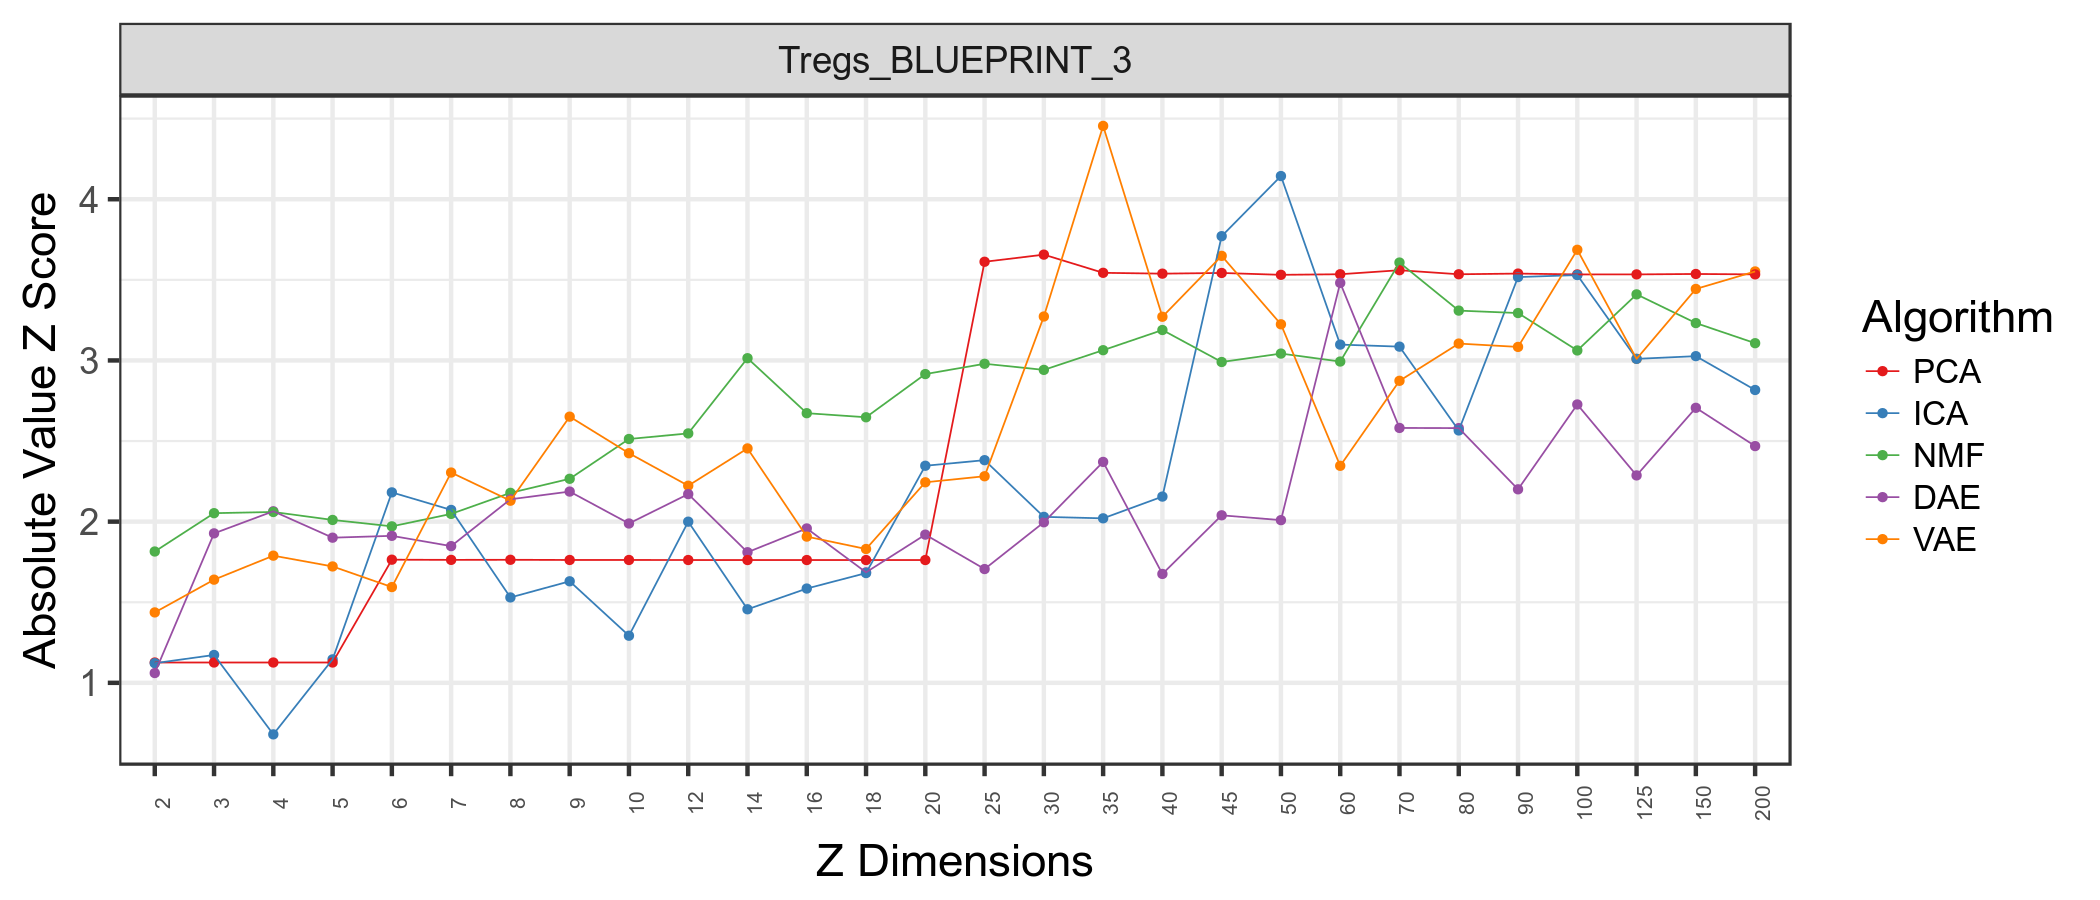 Tregs_BLUEPRINT_3
Absolute Value Z Score
4
3
2
1
2 3 4 5 6 7 8 9 10 12 14 16 18 20 25 30 35 40 45 50 60 70 80 90 100 125 150 200
Z Dimensions
Algorithm
PCA
ICA
NMF
DAE
VAE